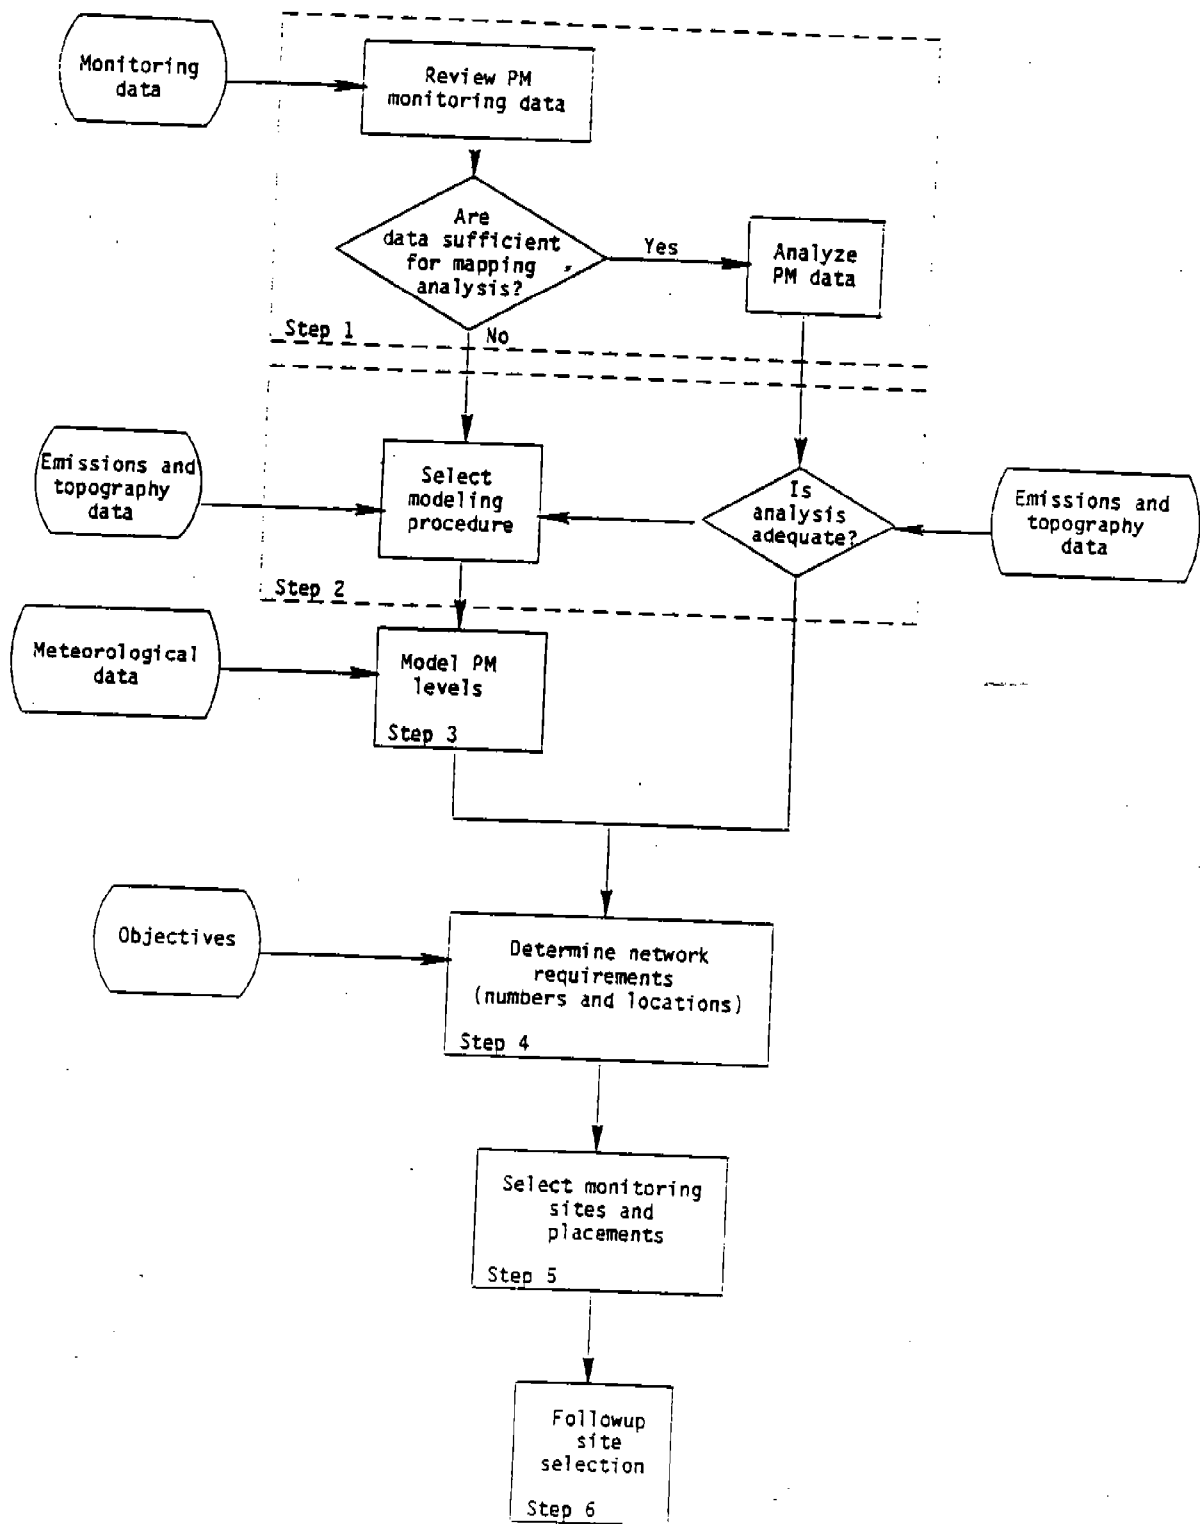 Monitoring
data
Review PM
monitoring data
Are
data sufficient
for mapping
analysis?
Yes
Analyze
PM data
Step 1
No
Emissions and
topography
data
Select
modeling
procedure
Is
analysis
adequate?
Emissions and
topography
data
Step 2
Meteorological
data
Model PM
levels
Step 3
Objectives
Determine network
requirements
(numbers and locations)
Step 4
Select monitoring
sites and
placements
Step 5
Followup
site
selection
Step 6